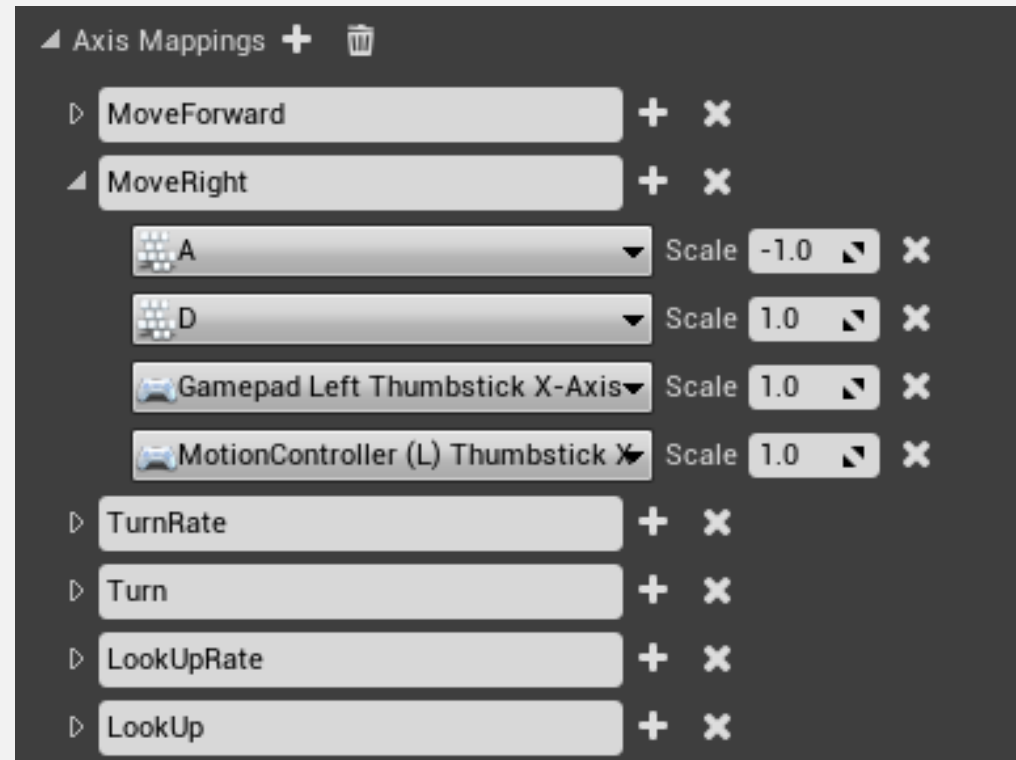 Axis Mappings
MoveForward
MoveRight
A Scale -1.0
D Scale 1.0
Gamepad Left Thumbstick X-Axis Scale 1.0
MotionController (L) Thumbstick X Scale 1.0
TurnRate
Turn
LookUpRate
LookUp